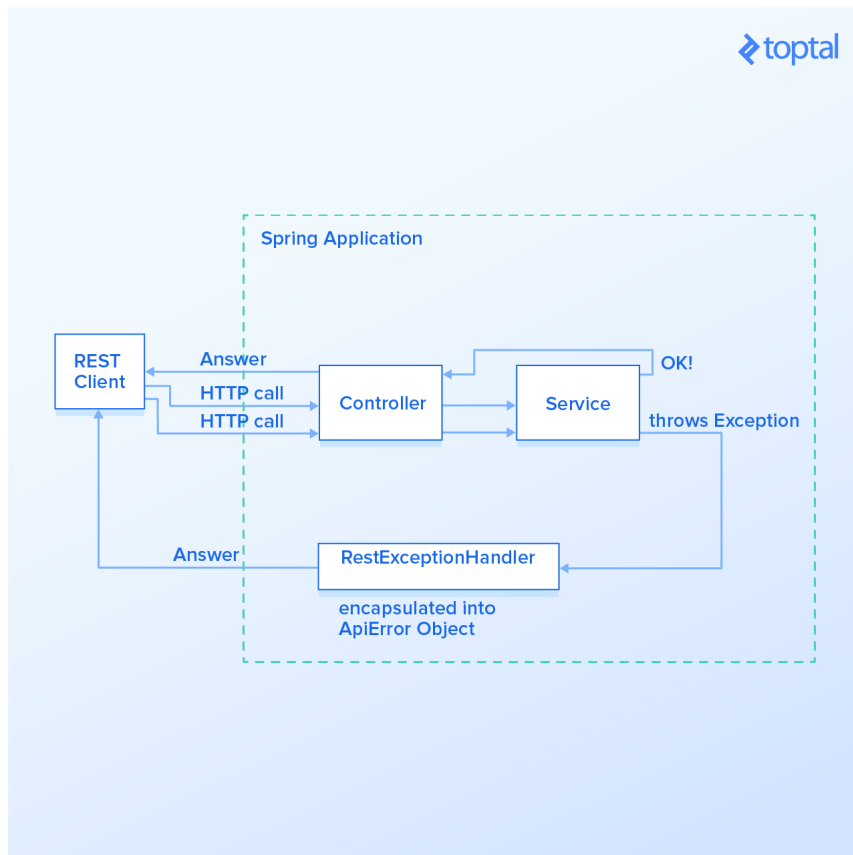 toptal
Spring Application
REST
Client
Answer
HTTP call
HTTP call
Controller
Service
OK!
throws Exception
Answer
RestExceptionHandler
encapsulated into
ApiError Object